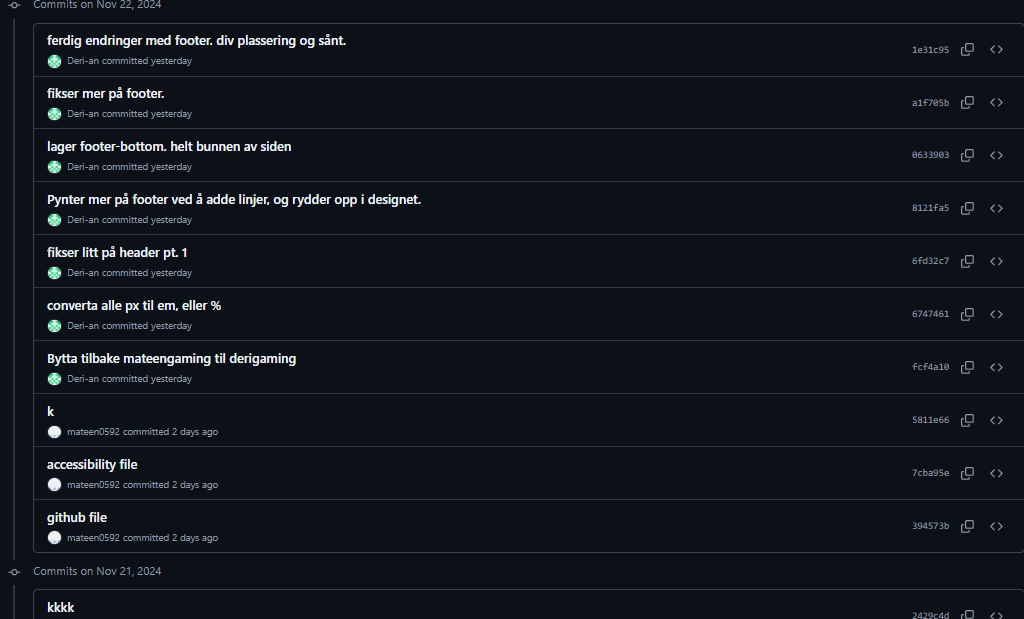 Commits on Nov 22, 2024
ferdig endringer med footer. div plassering og sånt.
1e31c95
Deri-an committed yesterday
fikser mer på footer.
a1f705b
Deri-an committed yesterday
lager footer-bottom. helt bunnen av siden
0633903
Deri-an committed yesterday
Pynter mer på footer ved å adde linjer, og rydder opp i designet.
8121fa5
Deri-an committed yesterday
fikser litt på header pt. 1
6fd32c7
Deri-an committed yesterday
converta alle px til em, eller %
6747461
Deri-an committed yesterday
Bytta tilbake mateengaming til derigaming
fcf4a10
Deri-an committed yesterday
k
5811e66
mateen0592 committed 2 days ago
accessibility file
7cba95e
mateen0592 committed 2 days ago
github file
394573b
mateen0592 committed 2 days ago
Commits on Nov 21, 2024
kkkk
2429c4d